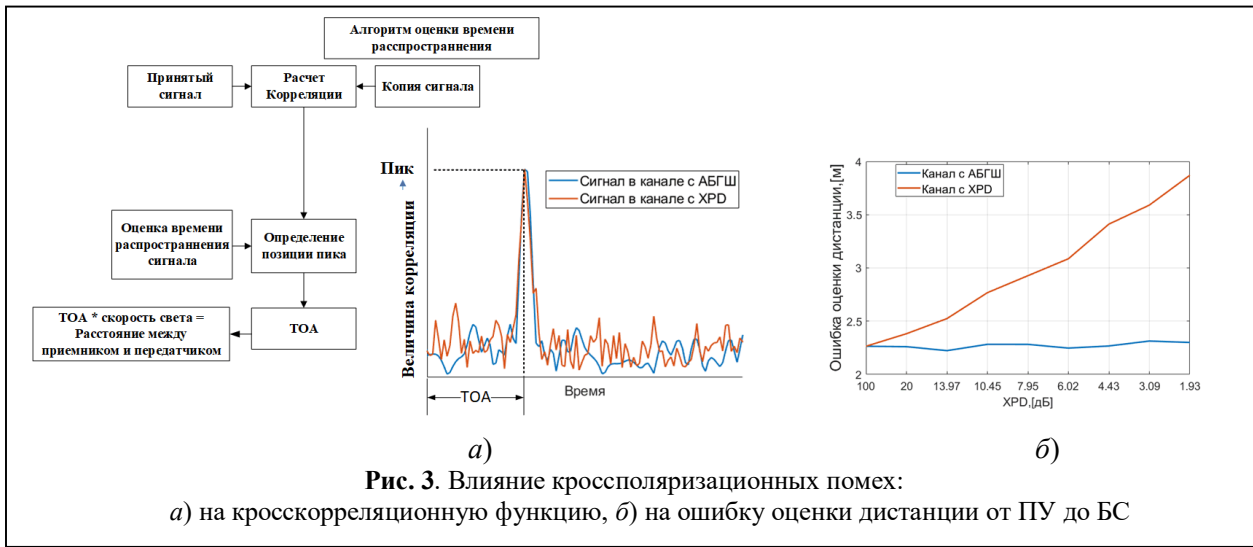 Алгоритм оценки времени
расспространнения
Принятый
сигнал
Расчет
Корреляции
Копия сигнала
Пик
Величина корреляции
Сигнал в канале с АБГШ
Сигнал в канале с XPD
Оценка времени
распространнения
сигнала
Определение
позиции пика
TOA * скорость света =
Расстояние между
приемником и передатчиком
TOA
TOA
Время
а)
Ошибка оценки дистанции,[м]
4
3.5
3
2.5
2
Канал с АБГШ
Канал с XPD
100 20 13.97 10.45 7.95 6.02 4.43 3.09 1.93
XPD,[дБ]
б)
Рис. 3. Влияние кроссполяризационных помех:
а) на кросскорреляционную функцию, б) на ошибку оценки дистанции от ПУ до БС